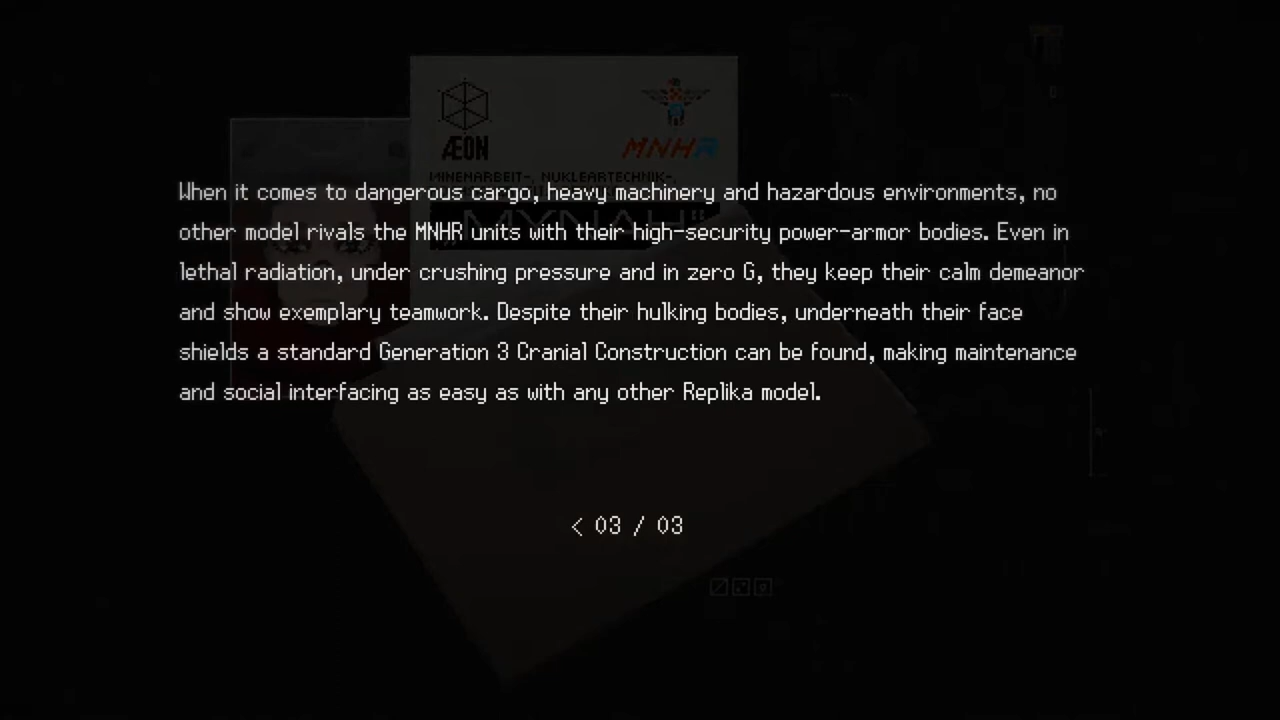 ÆON
MNHR
MINENARBEIT-, NUKLEARTECHNIK-,
„MYNAH“
When it comes to dangerous cargo, heavy machinery and hazardous environments, no
other model rivals the MNHR units with their high-security power-armor bodies. Even in
lethal radiation, under crushing pressure and in zero G, they keep their calm demeanor
and show exemplary teamwork. Despite their hulking bodies, underneath their face
shields a standard Generation 3 Cranial Construction can be found, making maintenance
and social interfacing as easy as with any other Replika model.
< 03 / 03